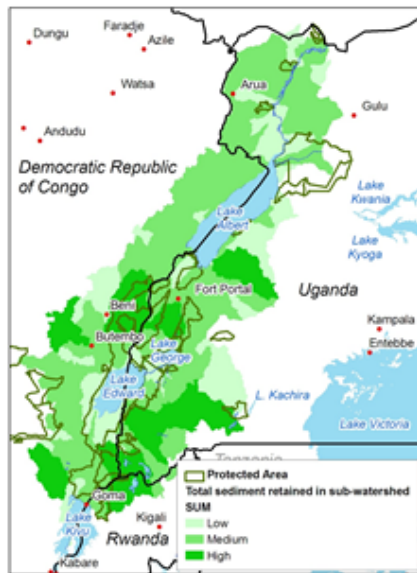 Dungu
Faradje
Azile
Watsa
Arua
Gulu
Andudu
Democratic Republic
of Congo
Lake
Kwania
Lake
Albert
Lake
Kyoga
Uganda
Fort Portal
Beni
Kampala
Butembo
Lake
George
Entebbe
Lake
Edward
L. Kachira
Lake Victoria
Tanzania
Protected Area
Total sediment retained in sub-watershed
SUM
Low
Medium
High
Goma
Lake
Kivu
Kigali
Rwanda
Kabare